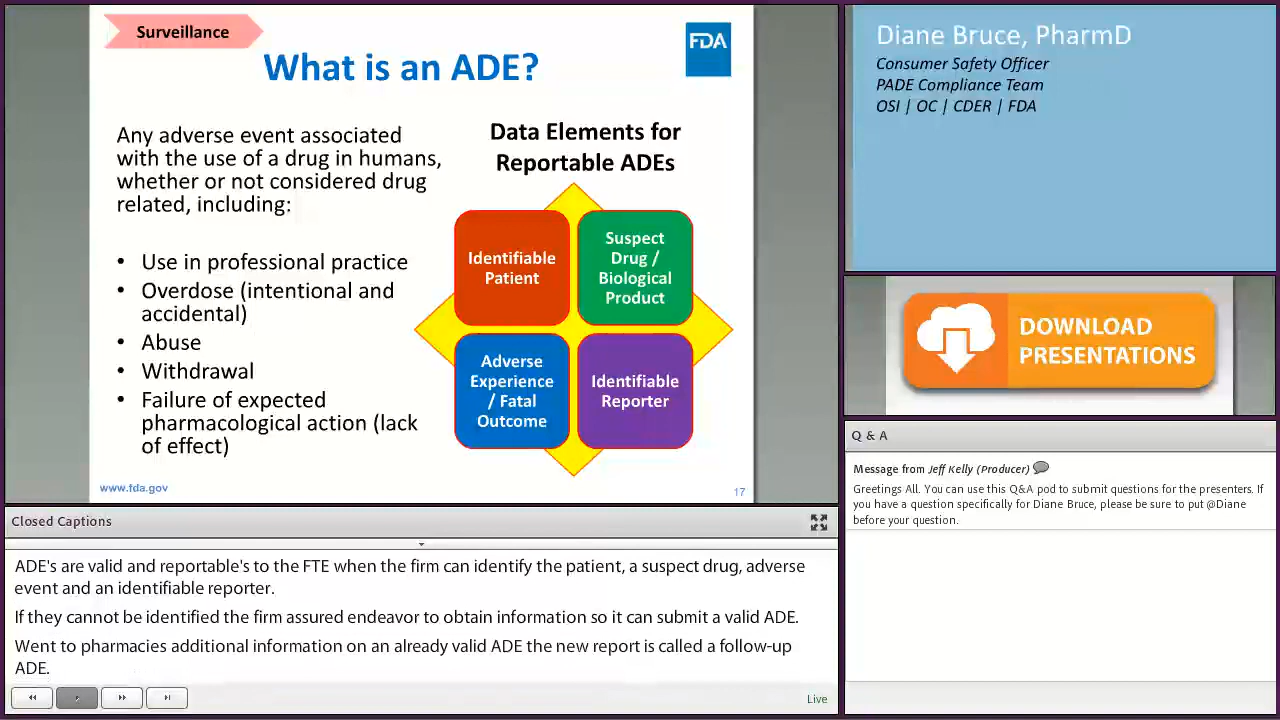 Surveillance
FDA
What is an ADE?
Any adverse event associated
with the use of a drug in humans,
whether or not considered drug
related, including:
• Use in professional practice
• Overdose (intentional and
accidental)
• Abuse
• Withdrawal
• Failure of expected
pharmacological action (lack
of effect)
Data Elements for
Reportable ADEs
Identifiable
Patient
Suspect
Drug /
Biological
Product
Adverse
Experience
/ Fatal
Outcome
Identifiable
Reporter
www.fda.gov
17
Closed Captions
ADE's are valid and reportable's to the FTE when the firm can identify the patient, a suspect drug, adverse
event and an identifiable reporter.
If they cannot be identified the firm assured endeavor to obtain information so it can submit a valid ADE.
Went to pharmacies additional information on an already valid ADE the new report is called a follow-up
ADE.
Live
Diane Bruce, PharmD
Consumer Safety Officer
PADE Compliance Team
OSI | OC | CDER | FDA
DOWNLOAD
PRESENTATIONS
Q & A
Message from Jeff Kelly (Producer)
Greetings All. You can use this Q&A pod to submit questions for the presenters. If
you have a question specifically for Diane Bruce, please be sure to put @Diane
before your question.